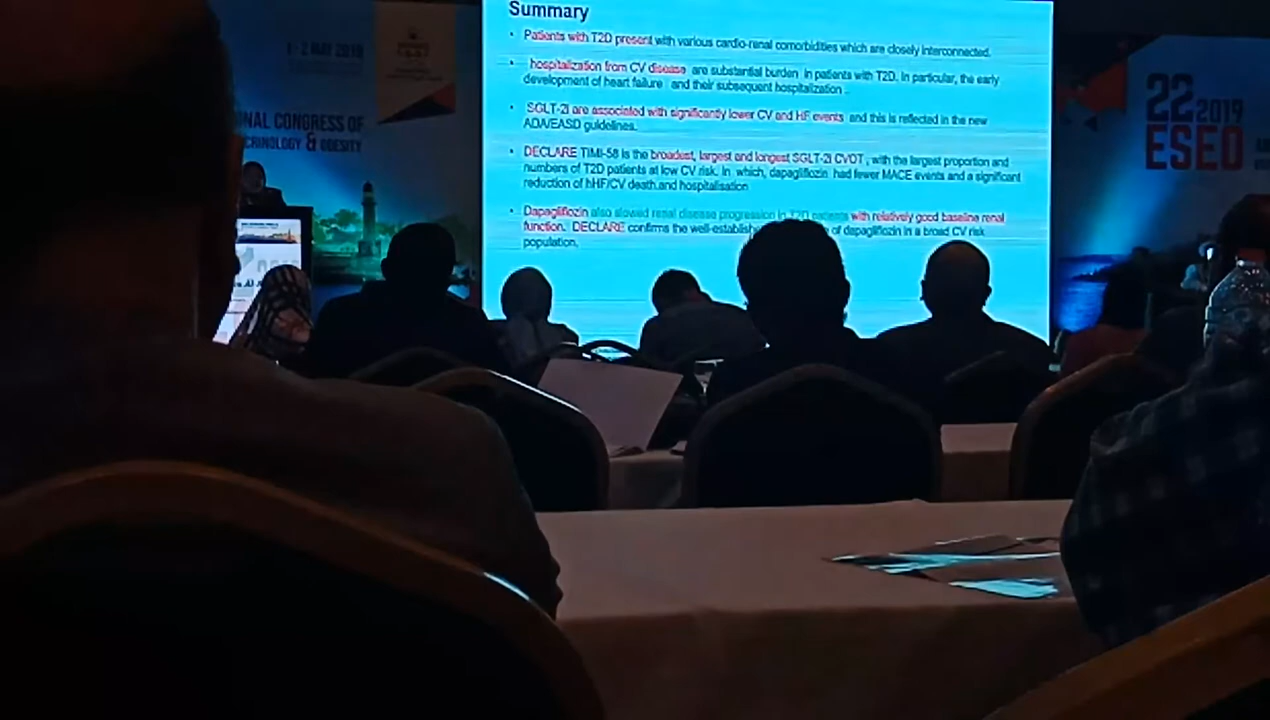 Summary
• Patients with T2D present with various cardio-renal comorbidities which are closely interconnected.
• hospitalization from CV disease are substantial burden in patients with T2D. In particular, the early
development of heart failure and their subsequent hospitalization .
• SGLT-2i are associated with significantly lower CV and HF events and this is reflected in the new
ADA/EASD guidelines.
• DECLARE TIMI-58 is the broadest, largest and longest SGLT-2i CVOT , with the largest proportion and
numbers of T2D patients at low CV risk. In which, dapagliflozin had fewer MACE events and a significant
reduction of hHF/CV death.and hospitalisation
• Dapagliflozin also slowed renal disease progression in T2D patients with relatively good baseline renal
function. DECLARE confirms the well-establish of dapagliflozin in a broad CV risk
population.
2 MAY 2019
NAL CONGRESS OF
CRINOLOGY & OBESITY
22 2019
ESEO